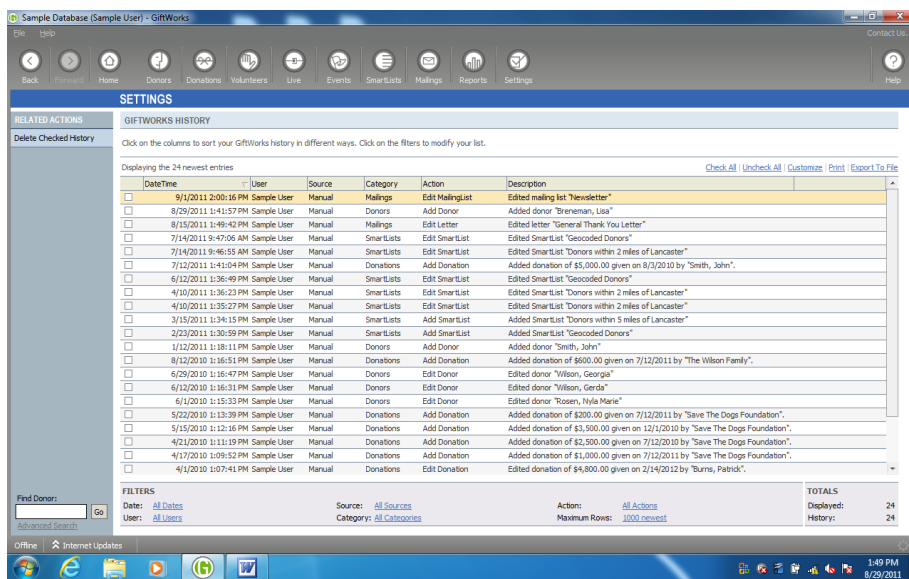 Sample Database (Sample User) - GiftWorks
File Help Contact Us.
Back Forward Home Donors Donations Volunteers Live Events SmartLists Mailings Reports Settings Help
SETTINGS
RELATED ACTIONS
Delete Checked History
GIFTWORKS HISTORY
Click on the columns to sort your GiftWorks history in different ways. Click on the filters to modify your list.
Displaying the 24 newest entries Check All | Uncheck All | Customize | Print | Export To File
DateTime User Source Category Action Description
9/1/2011 2:00:16 PM Sample User Manual Mailings Edit MailingList Edited mailing list "Newsletter"
8/29/2011 1:41:57 PM Sample User Manual Donors Add Donor Added donor "Breneman, Lisa"
8/15/2011 1:49:42 PM Sample User Manual Mailings Edit Letter Edited letter "General Thank You Letter"
7/14/2011 9:47:06 AM Sample User Manual SmartLists Edit SmartList Edited SmartList "Geocoded Donors"
7/14/2011 9:46:55 AM Sample User Manual SmartLists Edit SmartList Edited SmartList "Donors within 2 miles of Lancaster"
7/12/2011 1:41:04 PM Sample User Manual Donations Add Donation Added donation of $5,000.00 given on 8/3/2010 by "Smith, John".
6/12/2011 1:36:49 PM Sample User Manual SmartLists Edit SmartList Edited SmartList "Geocoded Donors"
4/10/2011 1:36:23 PM Sample User Manual SmartLists Edit SmartList Edited SmartList "Donors within 2 miles of Lancaster"
4/10/2011 1:35:27 PM Sample User Manual SmartLists Edit SmartList Edited SmartList "Donors within 2 miles of Lancaster"
3/15/2011 1:34:15 PM Sample User Manual SmartLists Add SmartList Added SmartList "Donors within 5 miles of Lancaster"
2/23/2011 1:30:59 PM Sample User Manual SmartLists Add SmartList Added SmartList "Geocoded Donors"
1/12/2011 1:18:11 PM Sample User Manual Donors Add Donor Added donor "Smith, John"
8/12/2010 1:16:51 PM Sample User Manual Donations Add Donation Added donation of $600.00 given on 7/12/2011 by "The Wilson Family".
6/29/2010 1:16:47 PM Sample User Manual Donors Edit Donor Edited donor "Wilson, Georgia"
6/12/2010 1:16:31 PM Sample User Manual Donors Edit Donor Edited donor "Wilson, Gerda"
6/1/2010 1:15:33 PM Sample User Manual Donors Edit Donor Edited donor "Rosen, Nyla Marie"
5/22/2010 1:13:39 PM Sample User Manual Donations Add Donation Added donation of $200.00 given on 7/12/2011 by "Save The Dogs Foundation".
5/15/2010 1:12:16 PM Sample User Manual Donations Add Donation Added donation of $3,500.00 given on 12/1/2010 by "Save The Dogs Foundation".
4/21/2010 1:11:19 PM Sample User Manual Donations Add Donation Added donation of $2,500.00 given on 7/12/2010 by "Save The Dogs Foundation".
4/17/2010 1:09:52 PM Sample User Manual Donations Add Donation Added donation of $1,000.00 given on 7/12/2011 by "Save The Dogs Foundation".
4/1/2010 1:07:41 PM Sample User Manual Donations Edit Donation Edited donation of $4,800.00 given on 2/14/2012 by "Burns, Patrick".
Find Donor:
Go
Advanced Search
FILTERS TOTALS
Date: All Dates Source: All Sources Action: All Actions Displayed: 24
User: All Users Category: All Categories Maximum Rows: 1000 newest History: 24
Offline Internet Updates
1:49 PM
8/29/2011